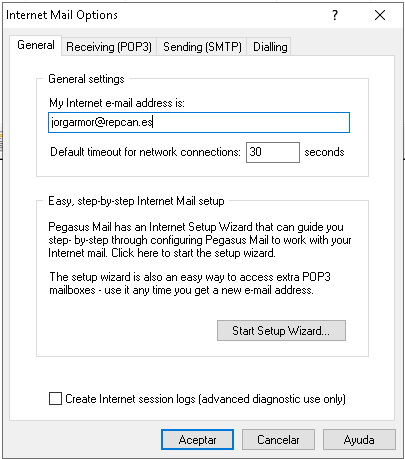 Internet Mail Options
General
Receiving (POP3)
Sending (SMTP)
Dialling
General settings
My Internet e-mail address is:
jorgarmor@repcan.es
Default timeout for network connections: 30 seconds
Easy, step-by-step Internet Mail setup
Pegasus Mail has an Internet Setup Wizard that can guide you
step- by-step through configuring Pegasus Mail to work with your
Internet mail. Click here to start the setup wizard.
The setup wizard is also an easy way to access extra POP3
mailboxes - use it any time you get a new e-mail address.
Start Setup Wizard...
Create Internet session logs (advanced diagnostic use only)
Aceptar
Cancelar
Ayuda